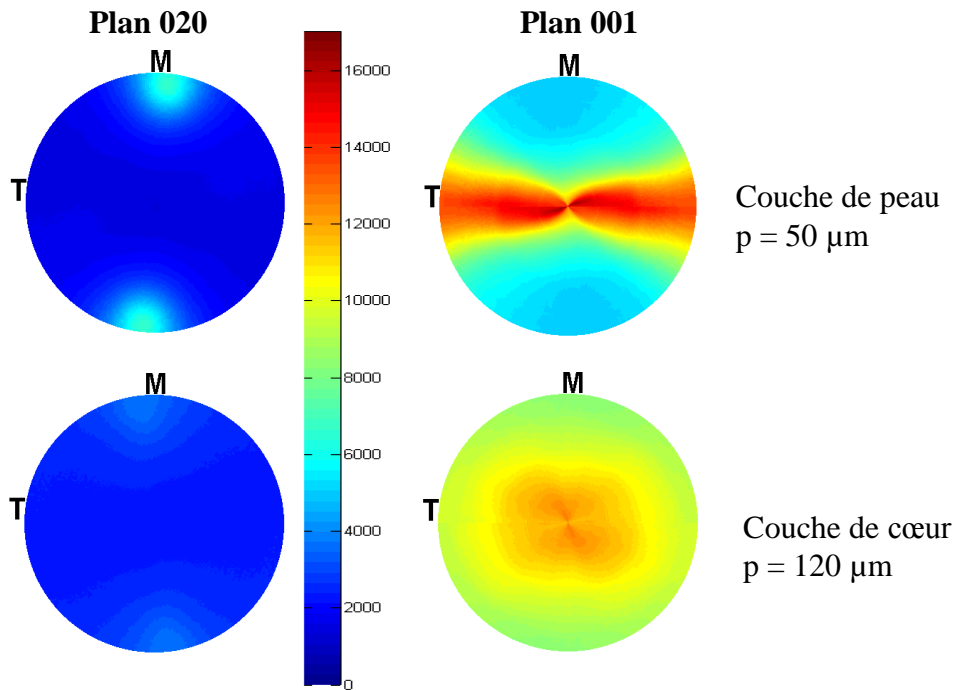 Plan 020
Plan 001
M
M
16000
14000
12000
10000
8000
6000
4000
2000
0
T
T
Couche de peau
p = 50 µm
M
M
T
T
Couche de cœur
p = 120 µm